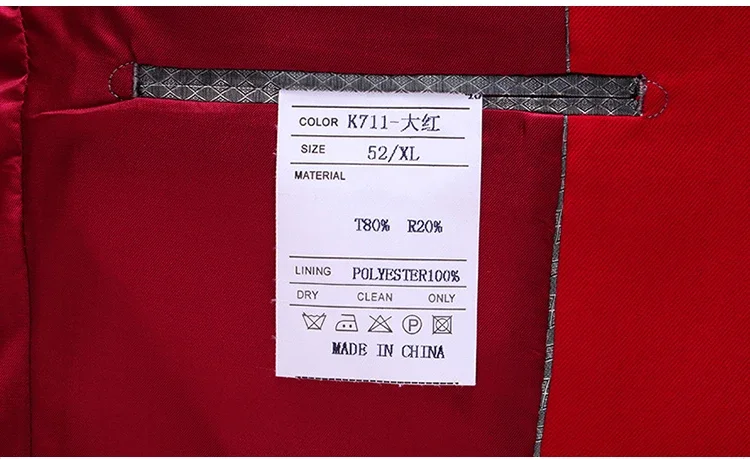 COLOR K711-大红
SIZE 52/XL
MATERIAL
T80% R20%
LINING POLYESTER100%
DRY CLEAN ONLY
P
MADE IN CHINA